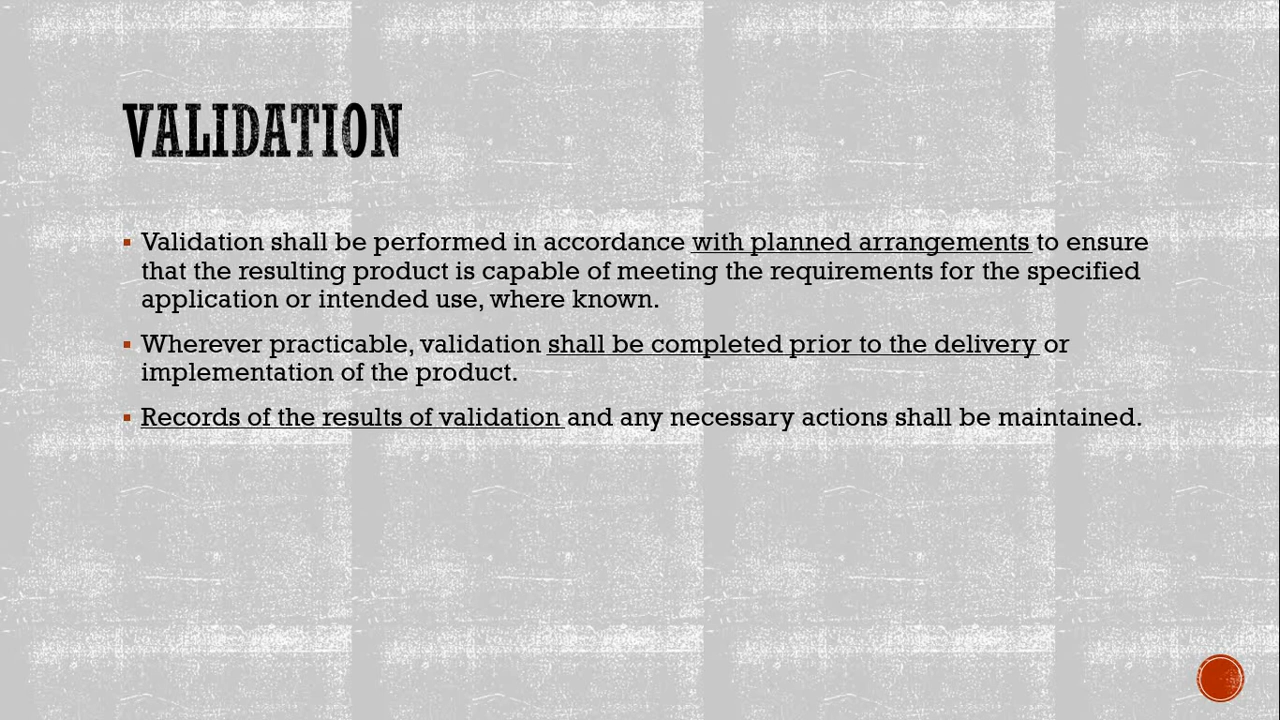 VALIDATION
▪ Validation shall be performed in accordance with planned arrangements to ensure
that the resulting product is capable of meeting the requirements for the specified
application or intended use, where known.
▪ Wherever practicable, validation shall be completed prior to the delivery or
implementation of the product.
▪ Records of the results of validation and any necessary actions shall be maintained.